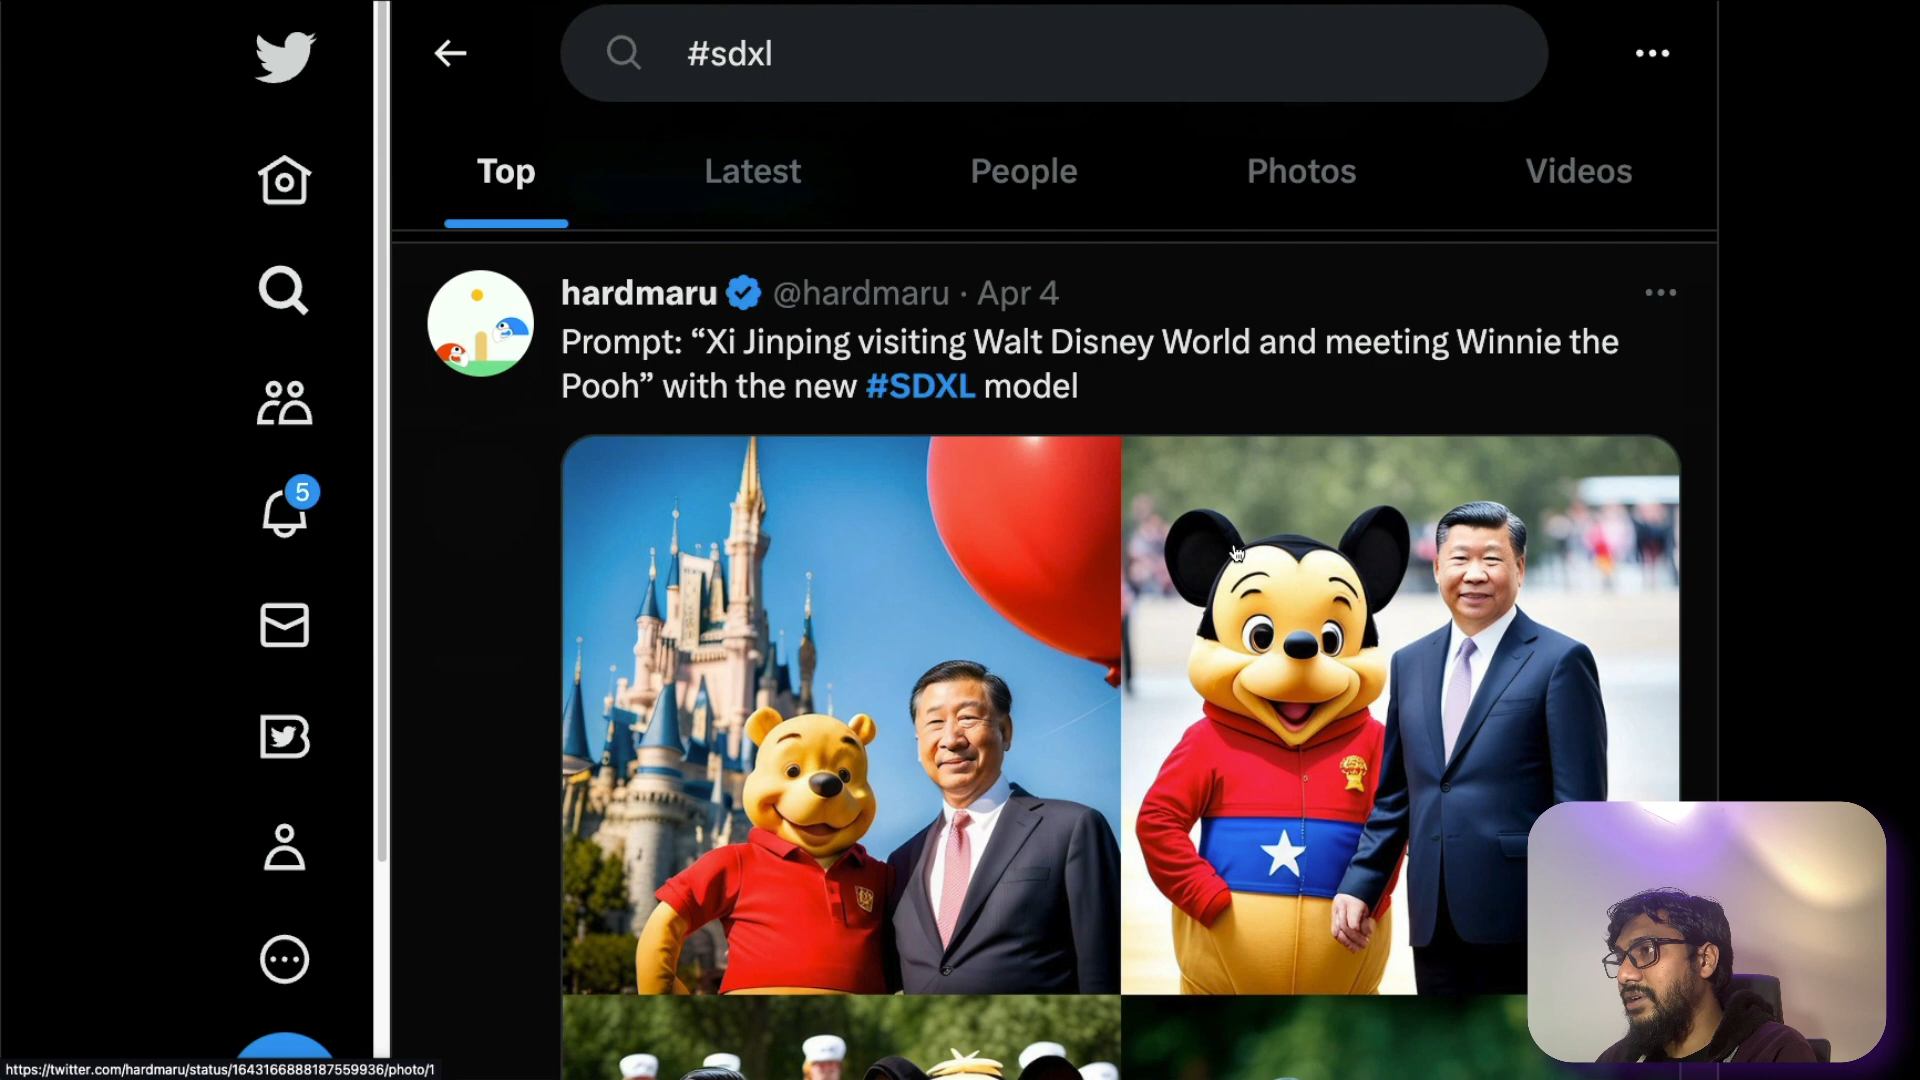 #sdxl
Top Latest People Photos Videos
hardmaru @hardmaru · Apr 4
Prompt: “Xi Jinping visiting Walt Disney World and meeting Winnie the
Pooh” with the new #SDXL model
5
https://twitter.com/hardmaru/status/1643166888187559936/photo/1